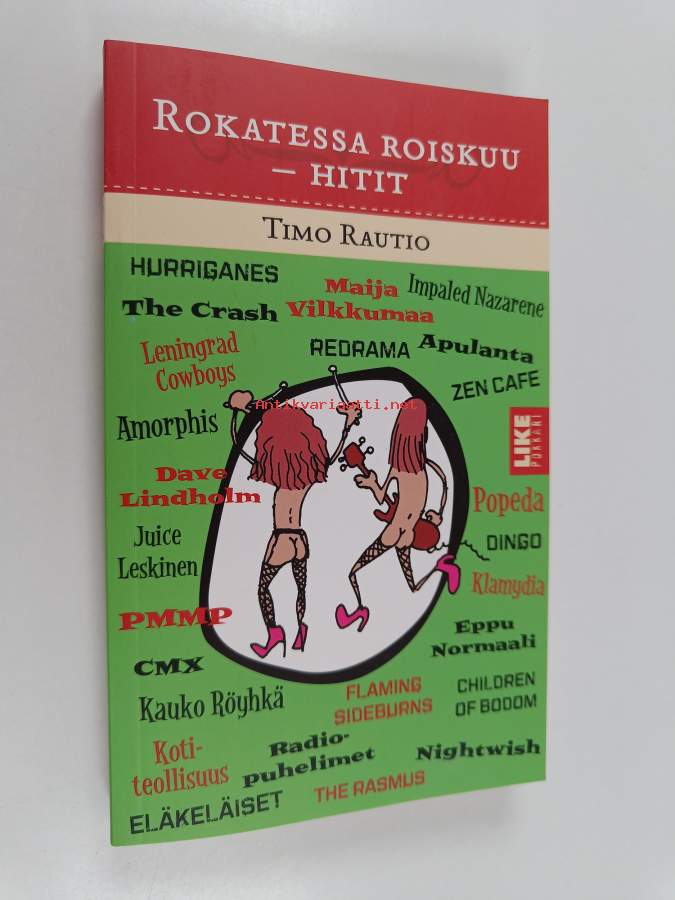 ROKATESSA ROISKUU
– HITIT
TIMO RAUTIO
HURRIGANES
Maija
Vilkkumaa
Impaled Nazarene
The Crash
Leningrad
Cowboys
REDRAMA
Apulanta
ZEN CAFE
Antikvariaatti.net
Amorphis
LIKE
POKKARI
Dave
Lindholm
Popeda
Juice
Leskinen
DINGO
Klamydia
PMMP
Eppu
Normaali
CMX
Kauko Röyhkä
FLAMING
SIDEBURNS
CHILDREN
OF BODOM
Koti-
teollisuus
Radio-
puhelimet
Nightwish
ELÄKELÄISET
THE RASMUS